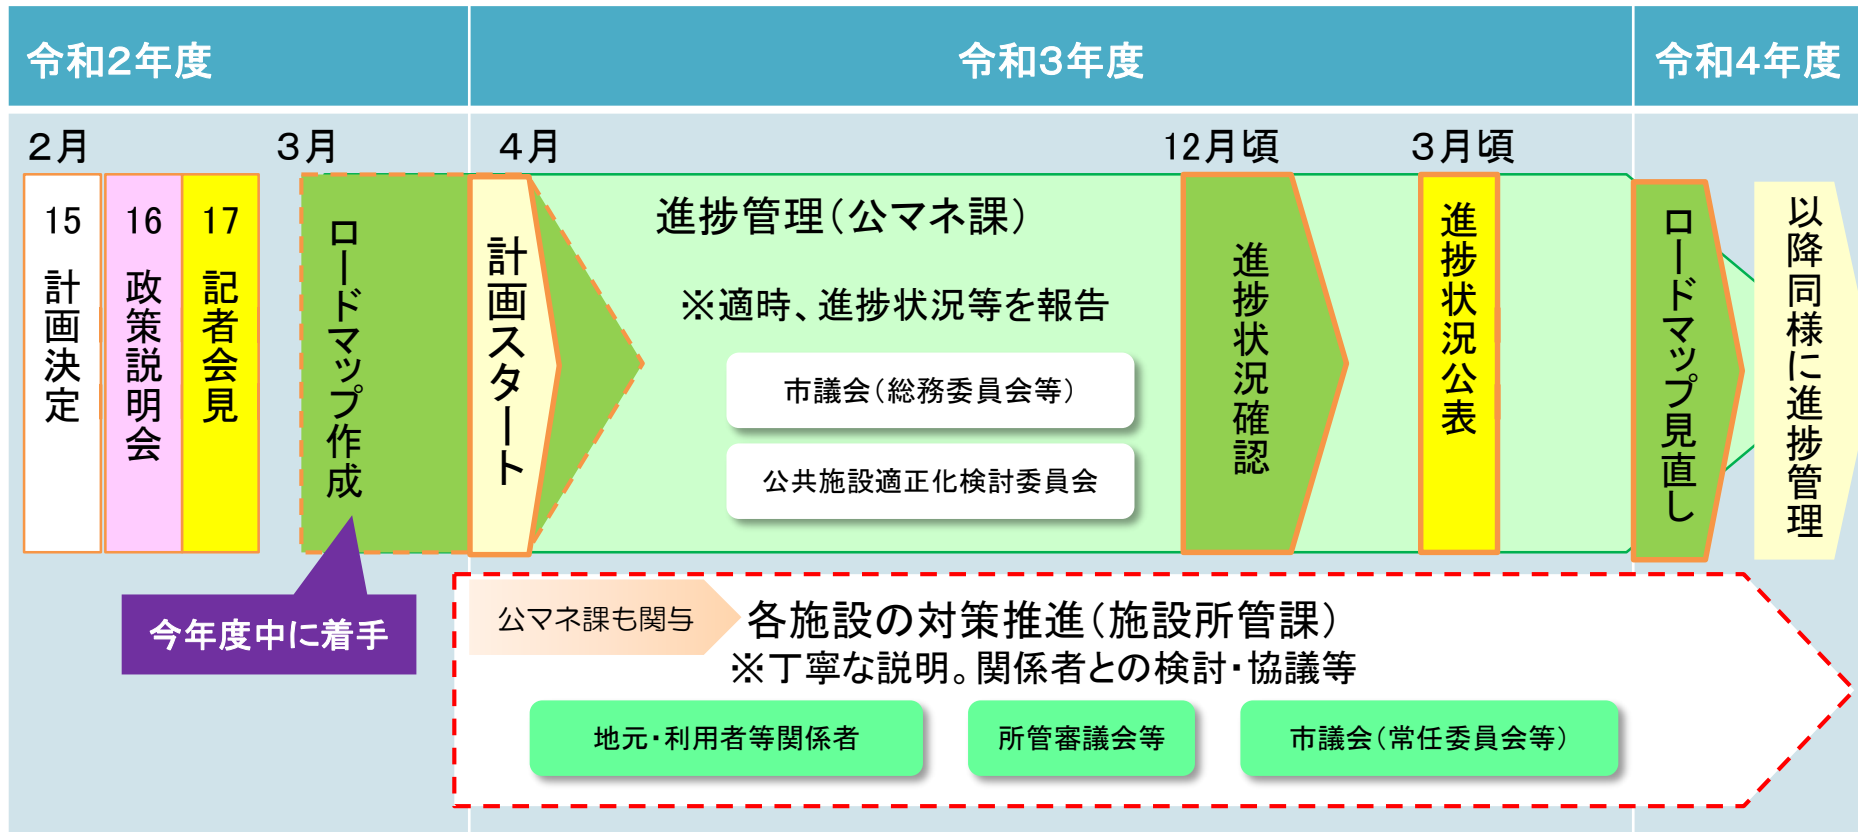 令和2年度
令和3年度
令和4年度
2月
3月
4月
12月頃
3月頃
15 計画決定
16 政策説明会
17 記者会見
ロードマップ作成
計画スタート
進捗管理(公マネ課)
※適時、進捗状況等を報告
市議会(総務委員会等)
公共施設適正化検討委員会
進捗状況確認
進捗状況公表
ロードマップ見直し
以降同様に進捗管理
今年度中に着手
公マネ課も関与
各施設の対策推進(施設所管課)
※丁寧な説明。関係者との検討・協議等
地元・利用者等関係者
所管審議会等
市議会(常任委員会等)